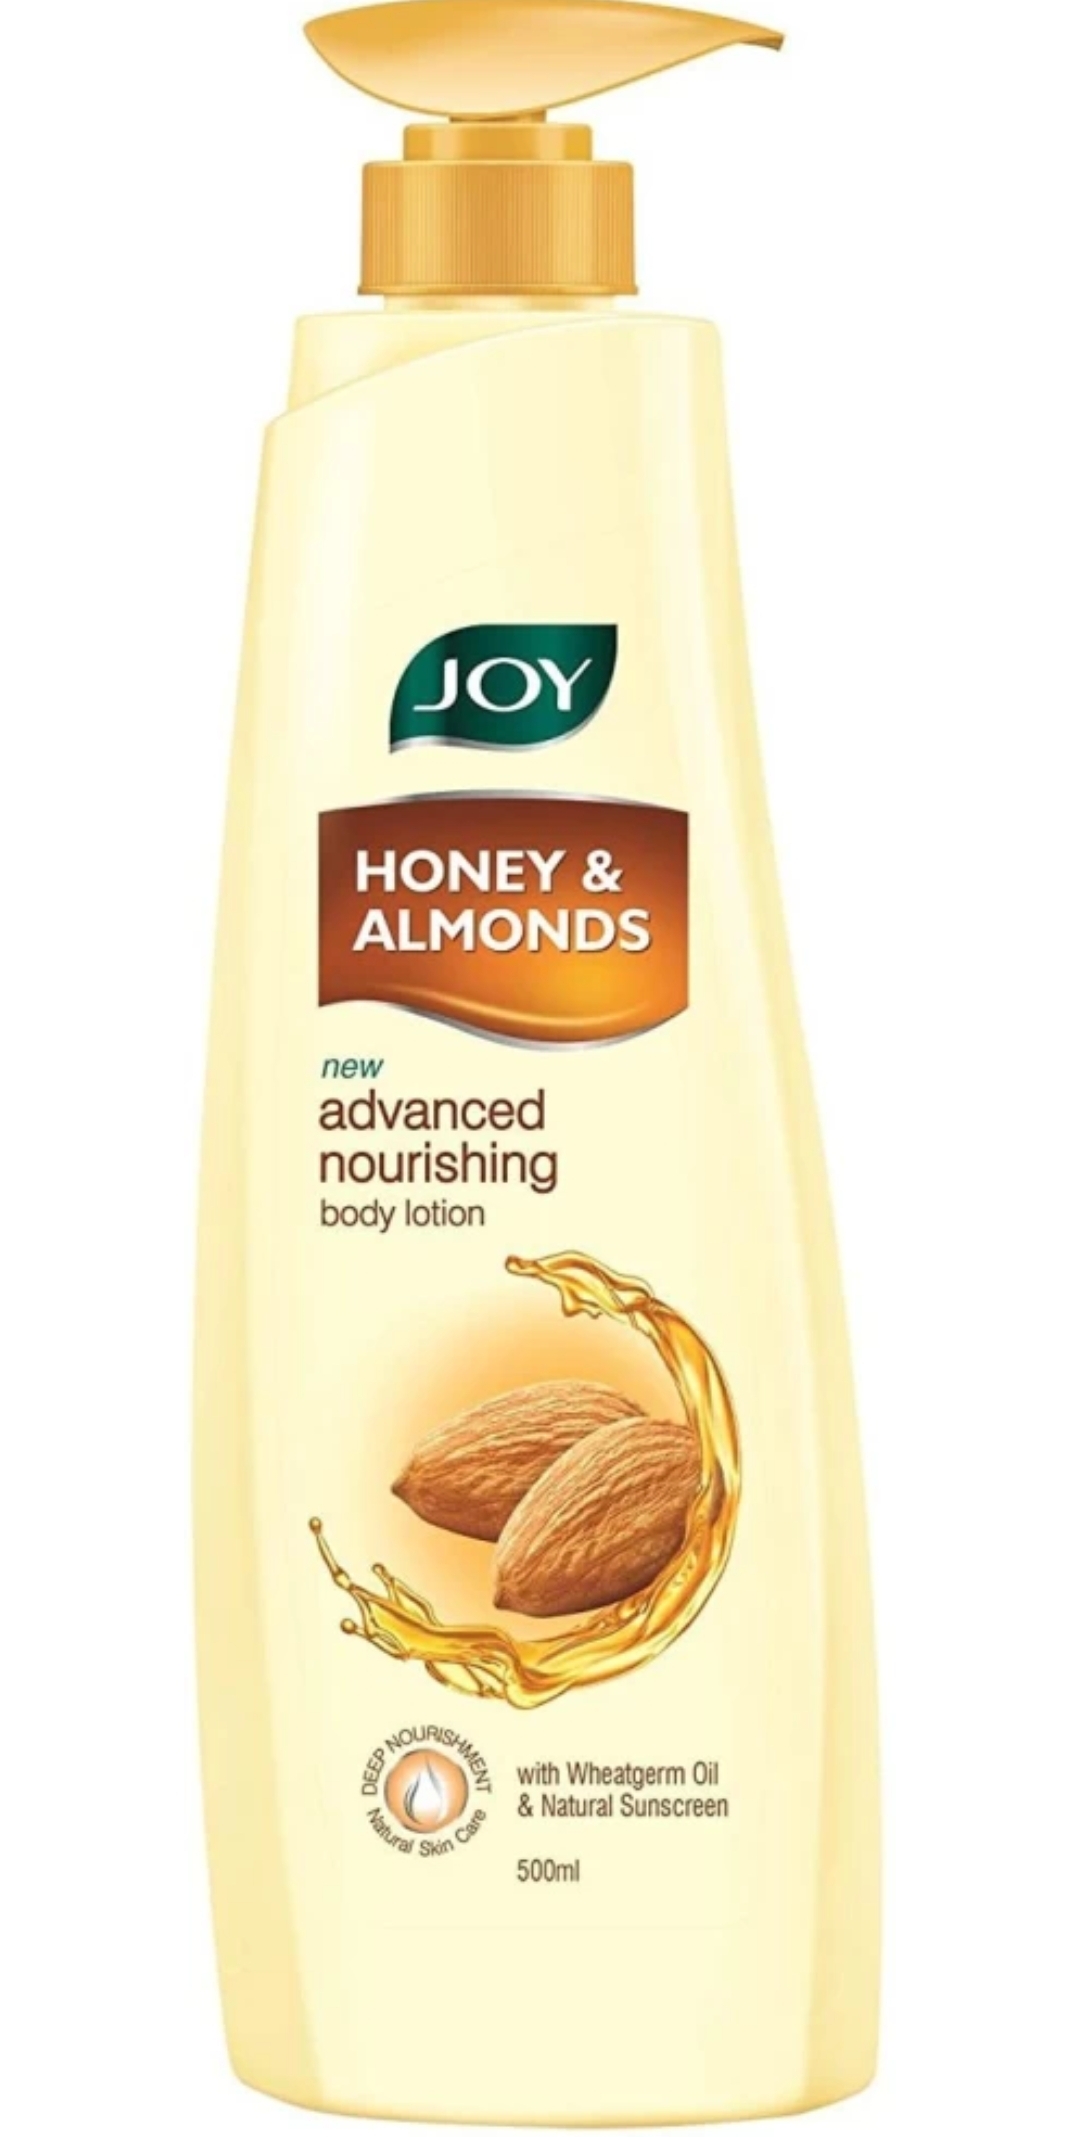 JOY
HONEY &
ALMONDS
new
advanced
nourishing
body lotion
DEEP NOURISHMENT
Natural Skin Care
with Wheatgerm Oil
& Natural Sunscreen
500ml